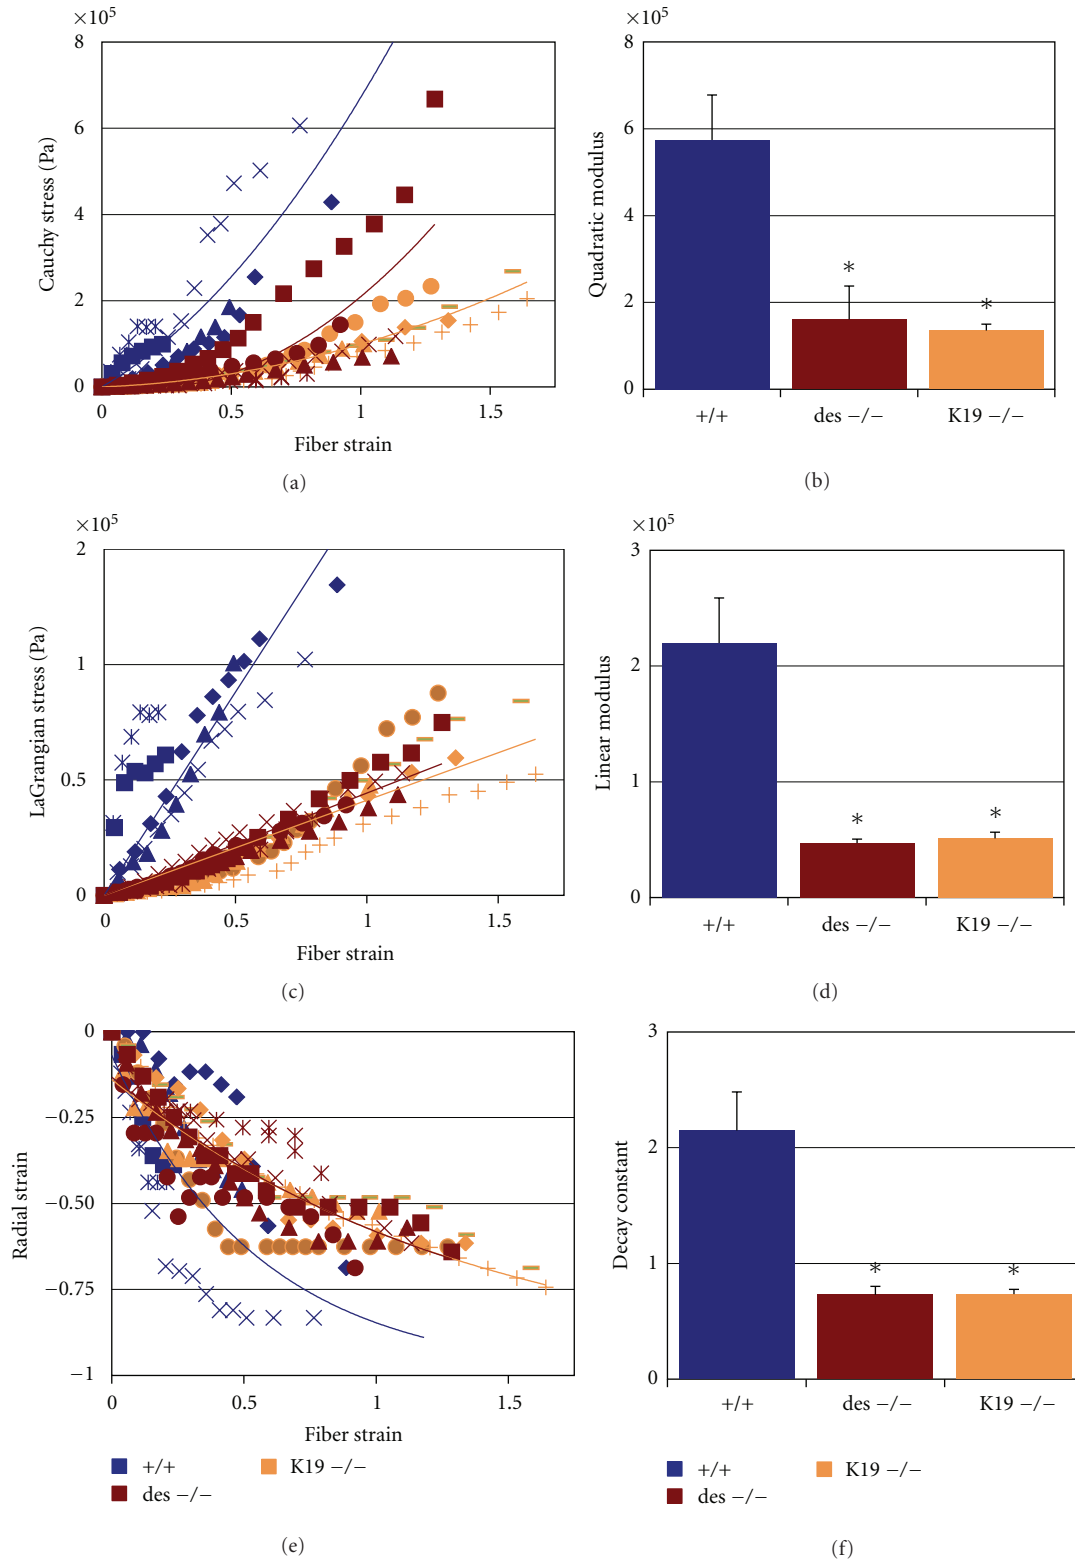 ×10⁵
8
6
4
2
0
Cauchy stress (Pa)
0 0.5 1 1.5
Fiber strain
(a)
×10⁵
8
6
4
2
0
Quadratic modulus
* *
+/+ des −/− K19 −/−
(b)
×10⁵
2
1
0.5
0
LaGrangian stress (Pa)
0 0.5 1 1.5
Fiber strain
(c)
×10⁵
3
2
1
0
Linear modulus
* *
+/+ des −/− K19 −/−
(d)
0
−0.25
−0.50
−0.75
−1
Radial strain
0 0.5 1 1.5
Fiber strain
+/+ K19 −/−
des −/−
(e)
3
2
1
0
Decay constant
* *
+/+ des −/− K19 −/−
+/+ K19 −/−
des −/−
(f)